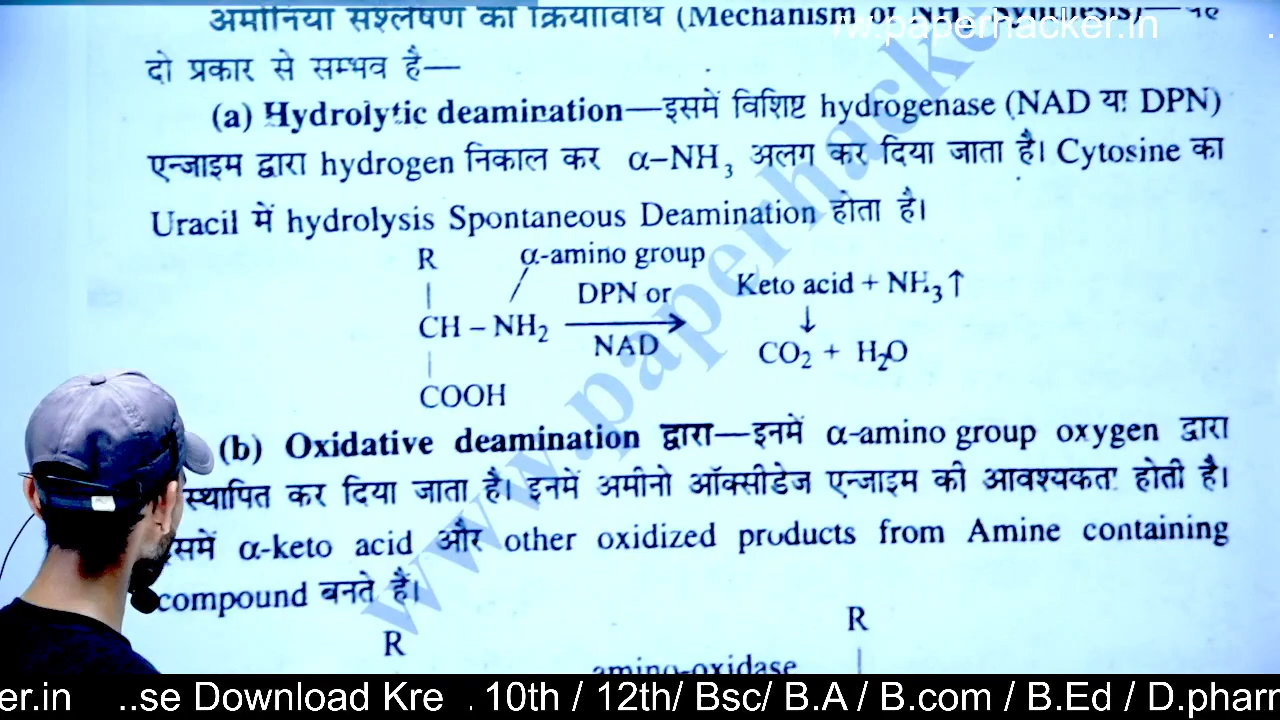 अमोनिया संश्लेषण की क्रियाविधि (Mechanism of NH Synthesis)—यह
w.paperhacker.in
दो प्रकार से सम्भव है—
(a) Hydrolytic deamination—इसमें विशिष्ट hydrogenase (NAD या DPN)
एन्जाइम द्वारा hydrogen निकाल कर α–NH3 अलग कर दिया जाता है। Cytosine का
Uracil में hydrolysis Spontaneous Deamination होता है।
R
α-amino group
DPN or
Keto acid + NH3↑
CH – NH2
NAD
CO2 + H2O
COOH
(b) Oxidative deamination द्वारा—इनमें α-amino group oxygen द्वारा
स्थापित कर दिया जाता है। इनमें अमीनो ऑक्सीडेज एन्जाइम की आवश्यकता होती है।
समें α-keto acid और other oxidized products from Amine containing
compound बनते हैं।
R
R
amino-oxidase
www.paperhacke
er.in ..se Download Kre . 10th / 12th/ Bsc/ B.A / B.com / B.Ed / D.pharm